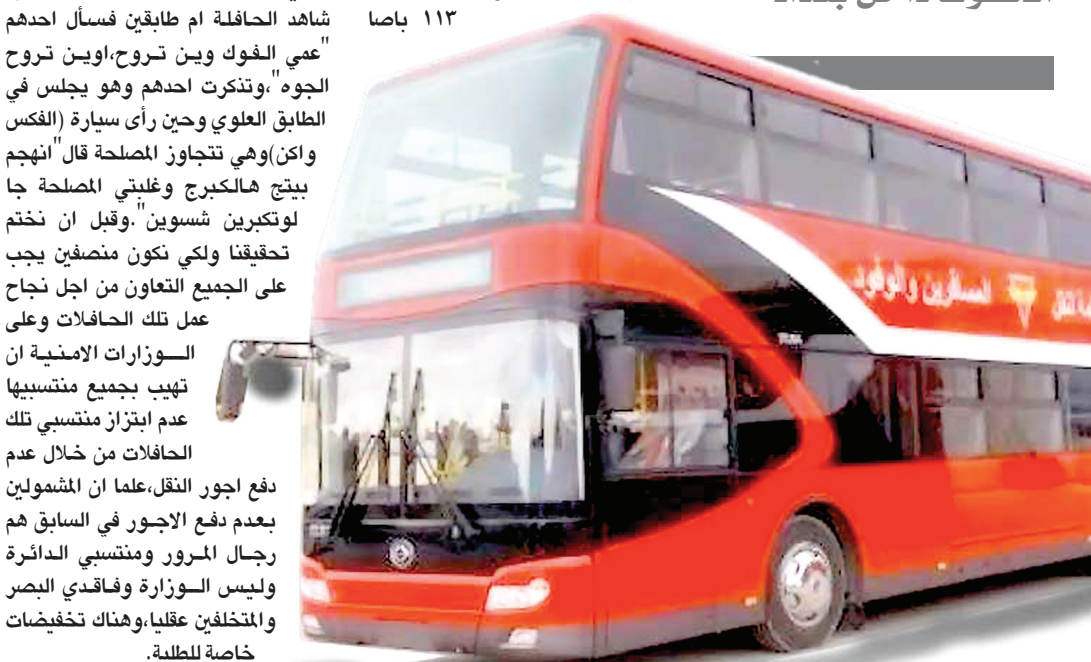 ١١٣ باصا
شاهد الحافلة ام طابقين فسأل احدهم
"عمي الفوك وين تروح،اوين تروح
الجوه"،وتذكرت احدهم وهو يجلس في
الطابق العلوي وحين رأى سيارة (الفكس
واكن)وهي تتجاوز المصلحة قال"انهجم
بيتج هالكبرج وغلبتي المصلحة جا
لوتكبرين شسوين".وقبل ان نختم
تحقيقنا ولكي نكون منصفين يجب
على الجميع التعاون من اجل نجاح
عمل تلك الحافلات وعلى
الوزارات الامنية ان
تهيب بجميع منتسبيها
عدم ابتزاز منتسبي تلك
الحافلات من خلال عدم
دفع اجور النقل،علما ان المشمولين
بعدم دفع الاجور في السابق هم
رجال المرور ومنتسبي الدائرة
وليس الوزارة وفاقدي البصر
والمتخلفين عقليا،وهناك تخفيضات
خاصة للطلبة.
المسافرين والوفود